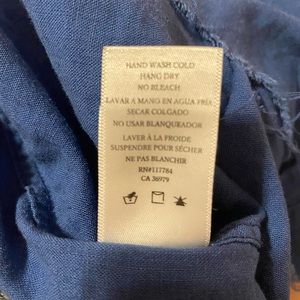 HAND WASH COLD
HANG DRY
NO BLEACH
LAVAR A MANO EN AGUA FRIA
SECAR COLGADO
NO USAR BLANQUEADOR
LAVER À LA FROIDE
SUSPENDRE POUR SÉCHER
NE PAS BLANCHIR
RN#117784
CA 36979